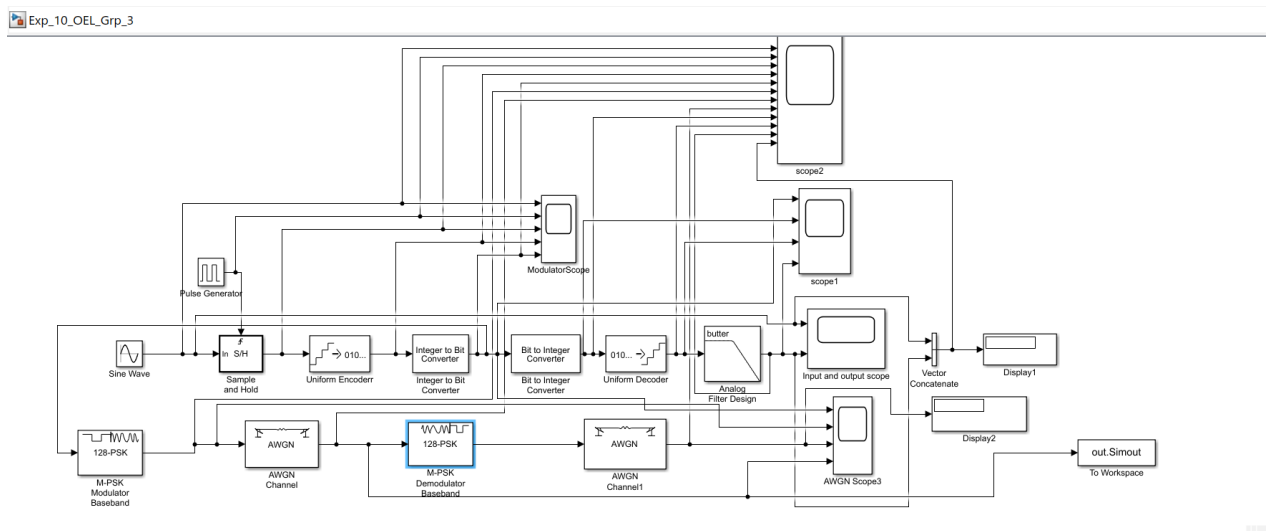 Exp_10_OEL_Grp_3
scope2
ModulatorScope
scope1
Pulse Generator
Sine Wave
In S/H
Sample
and Hold
010...
Uniform Encoderr
Integer to Bit
Converter
Integer to Bit
Converter
Bit to Integer
Converter
Bit to Integer
Converter
010...
Uniform Decoder
butter
Analog
Filter Design
Input and output scope
Vector
Concatenate
Display1
128-PSK
M-PSK
Modulator
Baseband
AWGN
AWGN
Channel
128-PSK
M-PSK
Demodulator
Baseband
AWGN
AWGN
Channel1
AWGN Scope3
Display2
out.Simout
To Workspace